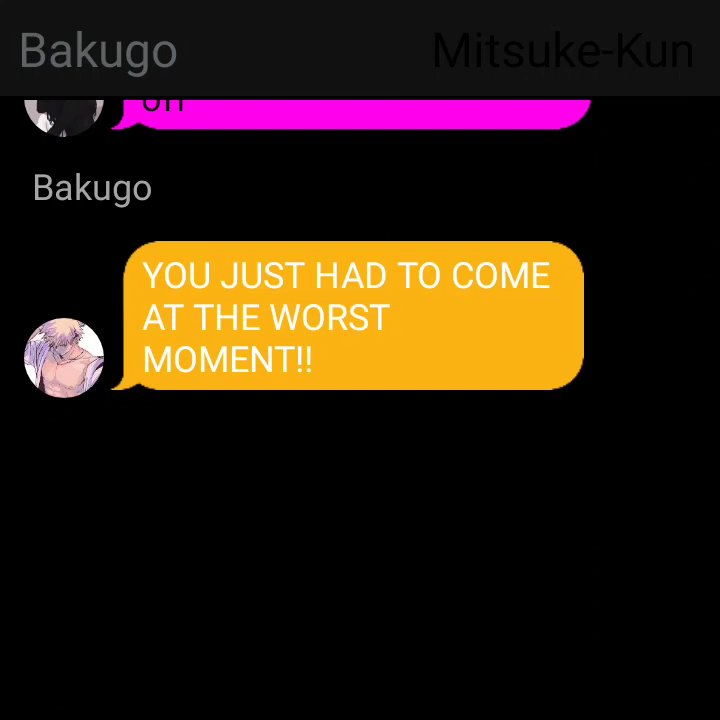 Bakugo Mitsuke-Kun
Bakugo
YOU JUST HAD TO COME
AT THE WORST
MOMENT!!